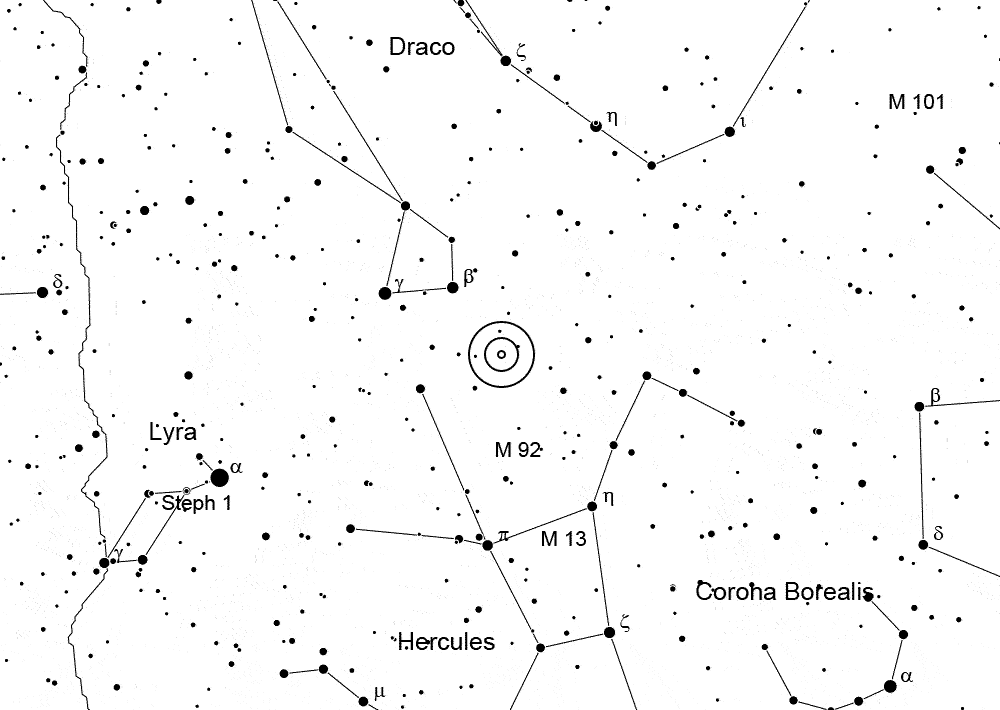 Draco
ζ
η
ι
M 101
γ
β
δ
β
Lyra
α
M 92
Steph 1
η
π
M 13
δ
γ
Corona Borealis
Hercules
ζ
α
μ